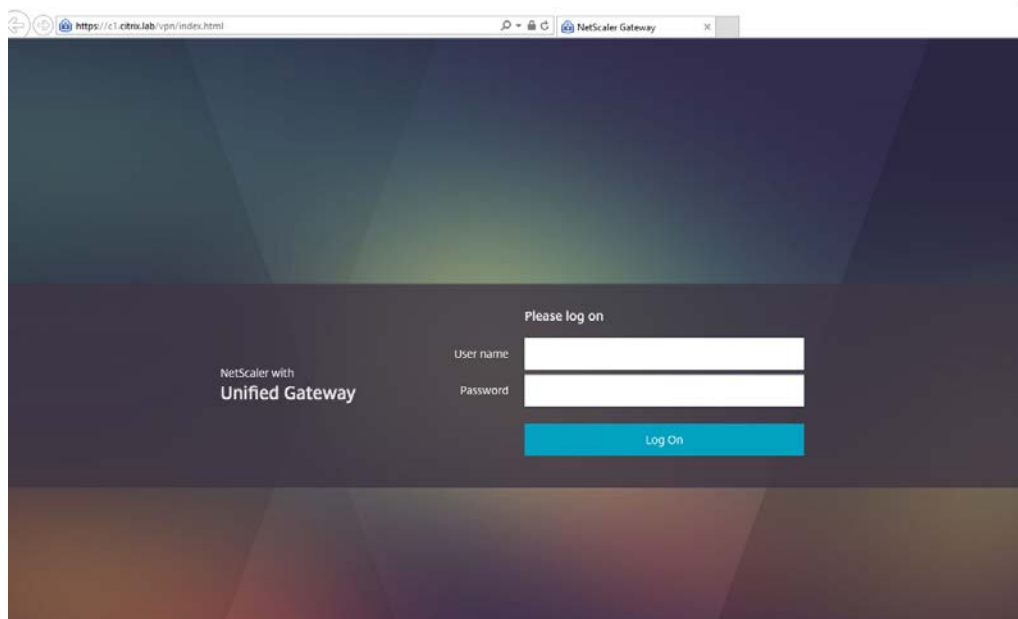 https://c1.citrix.lab/vpn/index.html
NetScaler Gateway
Please log on
User name
NetScaler with
Unified Gateway
Password
Log On